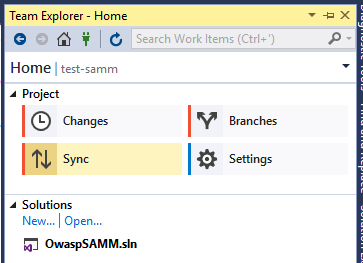 Team Explorer - Home
Search Work Items (Ctrl+')
Home | test-samm
Project
Changes
Branches
Sync
Settings
Solutions
New... | Open...
OwaspSAMM.sln